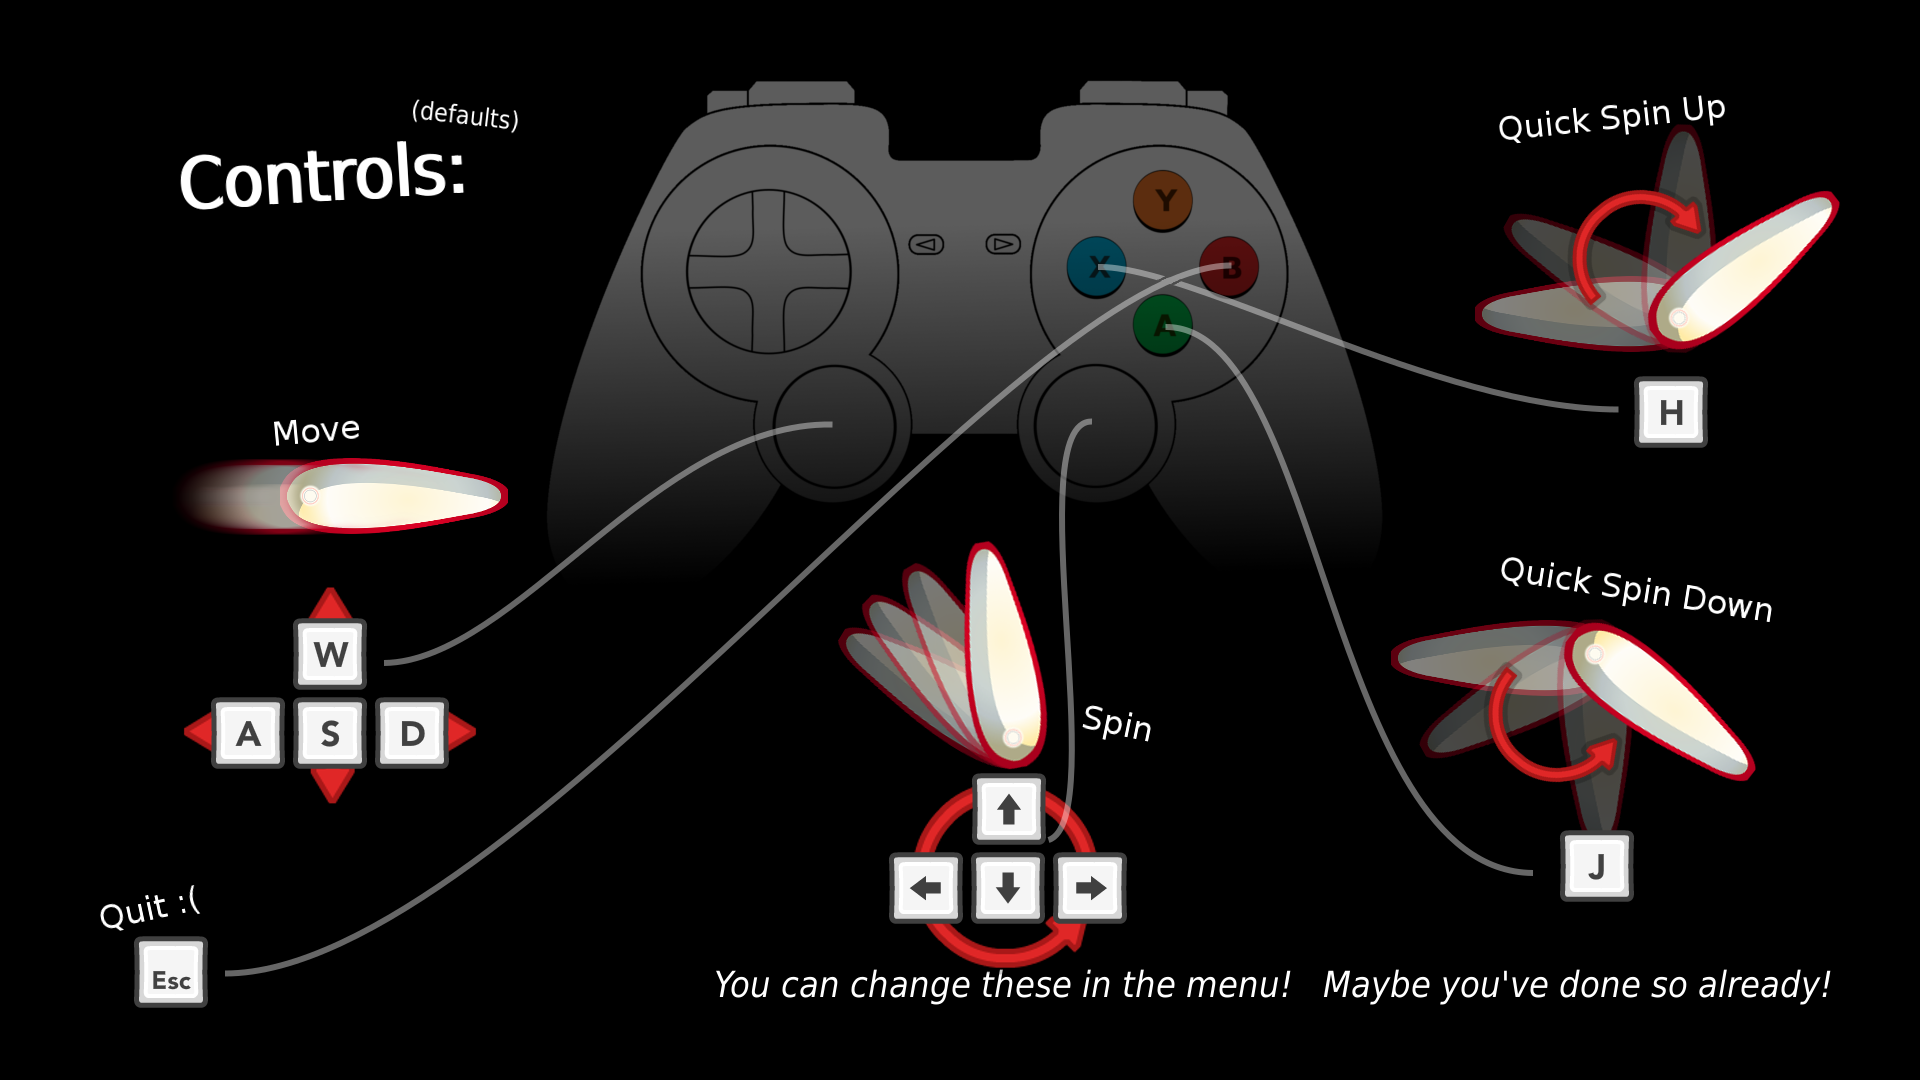 (defaults)
Controls:
Quick Spin Up
Y
X
B
A
H
Move
W
A
S
D
Quick Spin Down
Spin
J
Quit :(
Esc
You can change these in the menu! Maybe you've done so already!